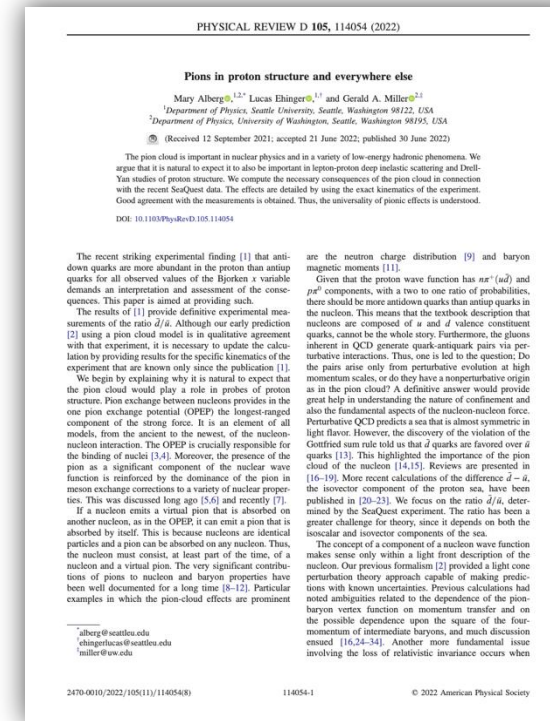 PHYSICAL REVIEW D 105, 114054 (2022)
Pions in proton structure and everywhere else
Mary Alberg,1,2,* Lucas Ehinger,1,† and Gerald A. Miller2,‡
1Department of Physics, Seattle University, Seattle, Washington 98122, USA
2Department of Physics, University of Washington, Seattle, Washington 98195, USA
(Received 12 September 2021; accepted 21 June 2022; published 30 June 2022)
The pion cloud is important in nuclear physics and in a variety of low-energy hadronic phenomena. We
argue that it is natural to expect it to also be important in lepton-proton deep inelastic scattering and Drell-
Yan studies of proton structure. We compute the necessary consequences of the pion cloud in connection
with the recent SeaQuest data. The effects are detailed by using the exact kinematics of the experiment.
Good agreement with the measurements is obtained. Thus, the universality of pionic effects is understood.
DOI: 10.1103/PhysRevD.105.114054
The recent striking experimental finding [1] that anti-
down quarks are more abundant in the proton than antiup
quarks for all observed values of the Bjorken x variable
demands an interpretation and assessment of the conse-
quences. This paper is aimed at providing such.
The results of [1] provide definitive experimental mea-
surements of the ratio d̄/ū. Although our early prediction
[2] using a pion cloud model is in qualitative agreement
with that experiment, it is necessary to update the calcu-
lation by providing results for the specific kinematics of the
experiment that are known only since the publication [1].
We begin by explaining why it is natural to expect that
the pion cloud would play a role in probes of proton
structure. Pion exchange between nucleons provides in the
one pion exchange potential (OPEP) the longest-ranged
component of the strong force. It is an element of all
models, from the ancient to the newest, of the nucleon-
nucleon interaction. The OPEP is crucially responsible for
the binding of nuclei [3,4]. Moreover, the presence of the
pion as a significant component of the nuclear wave
function is reinforced by the dominance of the pion in
meson exchange corrections to a variety of nuclear proper-
ties. This was discussed long ago [5,6] and recently [7].
If a nucleon emits a virtual pion that is absorbed on
another nucleon, as in the OPEP, it can emit a pion that is
absorbed by itself. This is because nucleons are identical
particles and a pion can be absorbed on any nucleon. Thus,
the nucleon must consist, at least part of the time, of a
nucleon and a virtual pion. The very significant contribu-
tions of pions to nucleon and baryon properties have
been well documented for a long time [8–12]. Particular
examples in which the pion-cloud effects are prominent
*alberg@seattleu.edu
†ehingerlucas@seattleu.edu
‡miller@uw.edu
are the neutron charge distribution [9] and baryon
magnetic moments [11].
Given that the proton wave function has nπ+(ud̄) and
pπ0 components, with a two to one ratio of probabilities,
there should be more antidown quarks than antiup quarks in
the nucleon. This means that the textbook description that
nucleons are composed of u and d valence constituent
quarks, cannot be the whole story. Furthermore, the gluons
inherent in QCD generate quark-antiquark pairs via per-
turbative interactions. Thus, one is led to the question; Do
the pairs arise only from perturbative evolution at high
momentum scales, or do they have a nonperturbative origin
as in the pion cloud? A definitive answer would provide
great help in understanding the nature of confinement and
also the fundamental aspects of the nucleon-nucleon force.
Perturbative QCD predicts a sea that is almost symmetric in
light flavor. However, the discovery of the violation of the
Gottfried sum rule told us that d̄ quarks are favored over ū
quarks [13]. This highlighted the importance of the pion
cloud of the nucleon [14,15]. Reviews are presented in
[16–19]. More recent calculations of the difference d̄ − ū,
the isovector component of the proton sea, have been
published in [20–23]. We focus on the ratio d̄/ū, deter-
mined by the SeaQuest experiment. The ratio has been a
greater challenge for theory, since it depends on both the
isoscalar and isovector components of the sea.
The concept of a component of a nucleon wave function
makes sense only within a light front description of the
nucleon. Our previous formalism [2] provided a light cone
perturbation theory approach capable of making predic-
tions with known uncertainties. Previous calculations had
noted ambiguities related to the dependence of the pion-
baryon vertex function on momentum transfer and on
the possible dependence upon the square of the four-
momentum of intermediate baryons, and much discussion
ensued [16,24–34]. Another more fundamental issue
involving the loss of relativistic invariance occurs when
2470-0010/2022/105(11)/114054(8)
114054-1
© 2022 American Physical Society